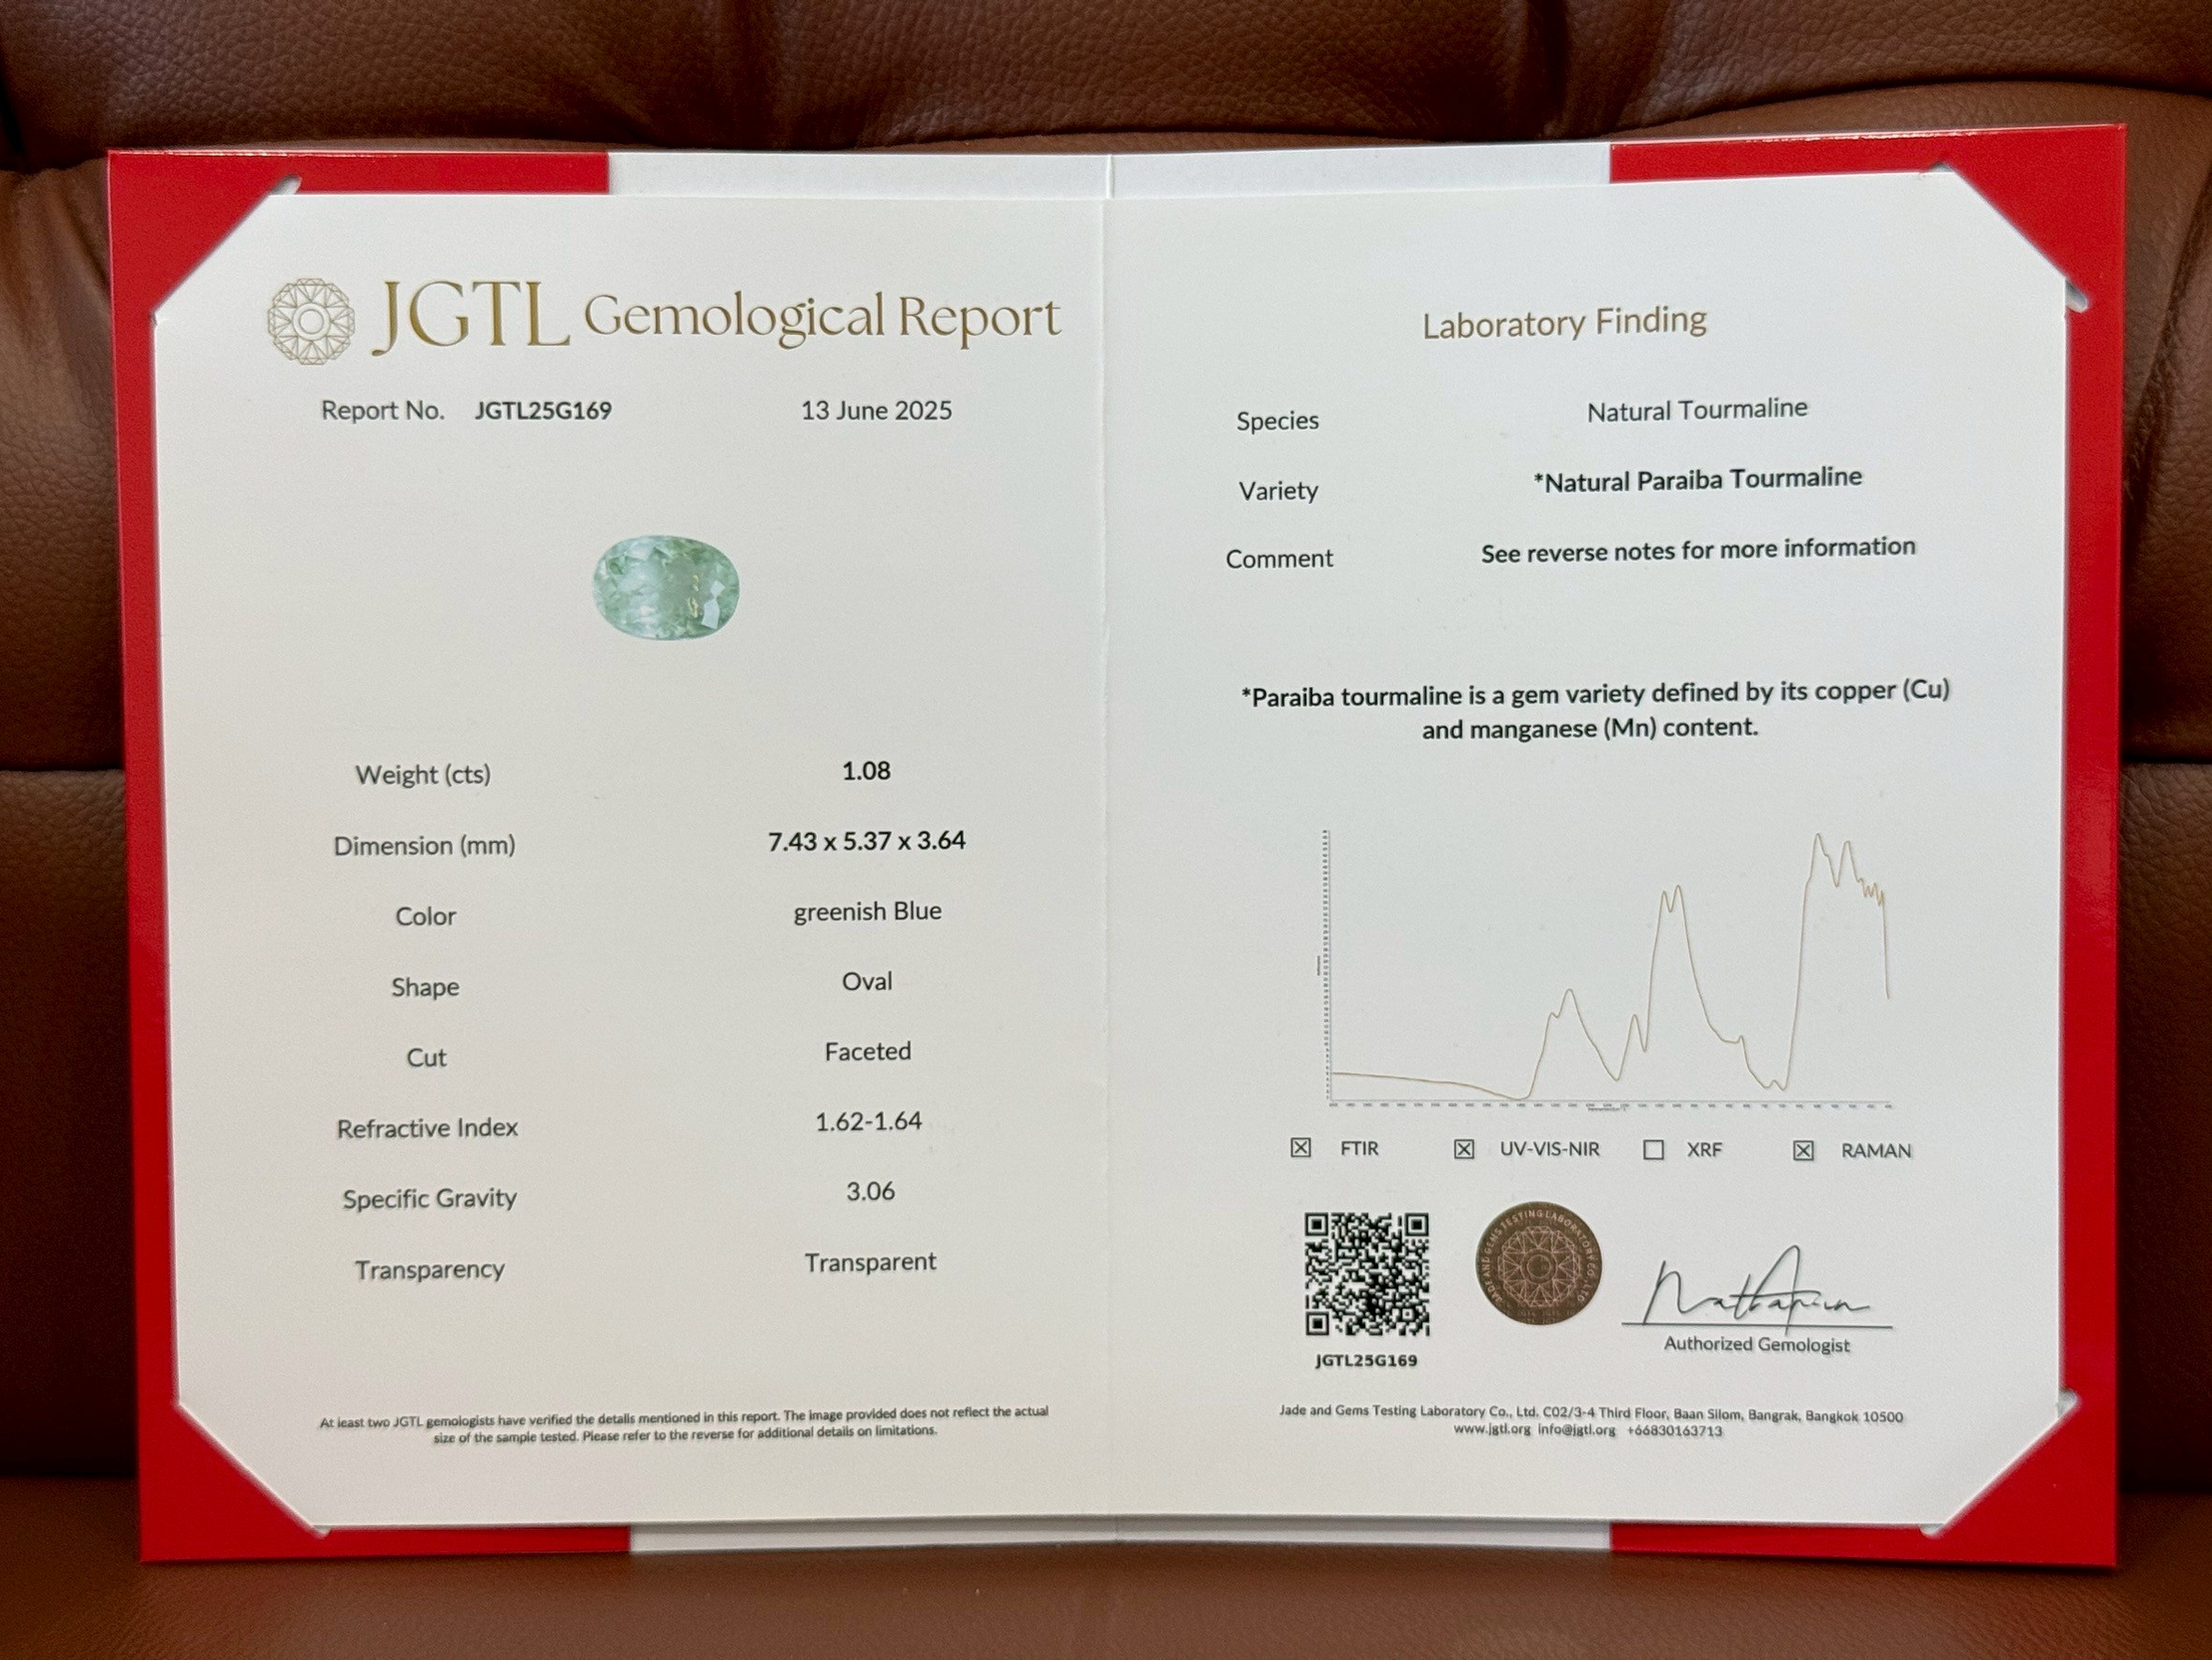 JGTL Gemological Report
Report No. JGTL25G169 13 June 2025
Weight (cts) 1.08
Dimension (mm) 7.43 x 5.37 x 3.64
Color greenish Blue
Shape Oval
Cut Faceted
Refractive Index 1.62-1.64
Specific Gravity 3.06
Transparency Transparent
At least two JGTL gemologists have verified the details mentioned in this report. The image provided does not reflect the actual
size of the sample tested. Please refer to the reverse for additional details on limitations.
Laboratory Finding
Species Natural Tourmaline
Variety *Natural Paraiba Tourmaline
Comment See reverse notes for more information
*Paraiba tourmaline is a gem variety defined by its copper (Cu)
and manganese (Mn) content.
FTIR UV-VIS-NIR XRF RAMAN
JADE AND GEMS TESTING LABORATORY CO., LTD
JGTL25G169
Authorized Gemologist
Jade and Gems Testing Laboratory Co., Ltd. C02/3-4 Third Floor, Baan Silom, Bangrak, Bangkok 10500
www.jgtl.org info@jgtl.org +66830163713